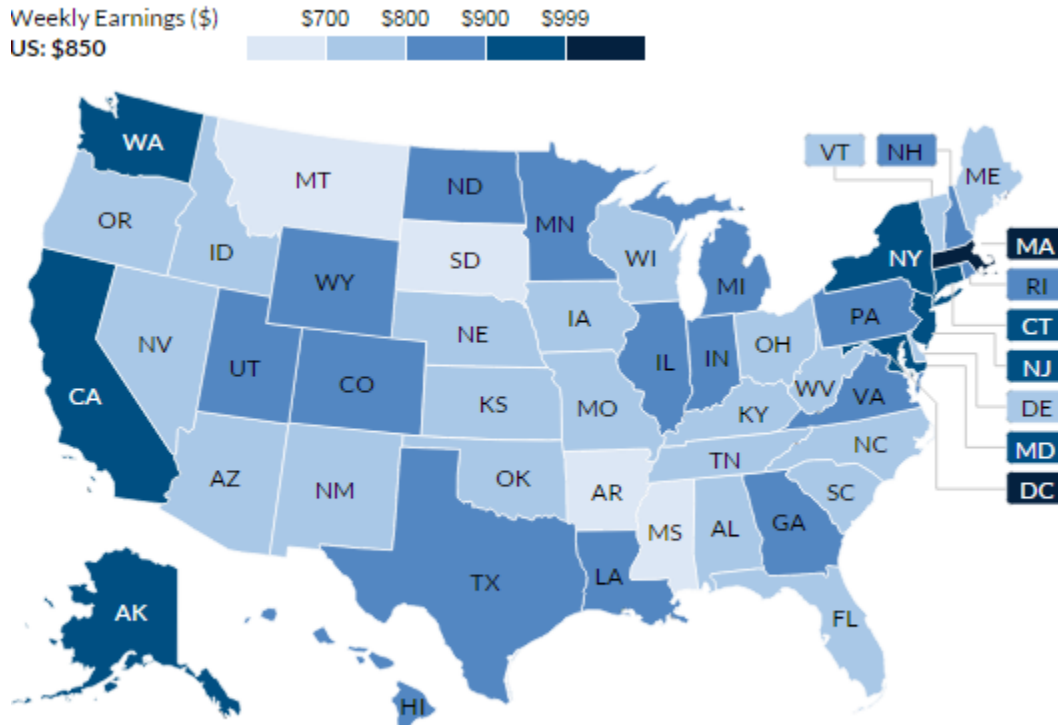 Weekly Earnings ($) $700 $800 $900 $999
US: $850
WA
VT NH
MT ND ME
OR MN
MA
ID SD WI NY
WY MI RI
IA PA CT
NV NE OH
UT CO IL IN NJ
CA KS MO WV VA DE
KY
NC MD
AZ NM OK TN
AR SC DC
MS AL GA
TX LA
AK FL
HI